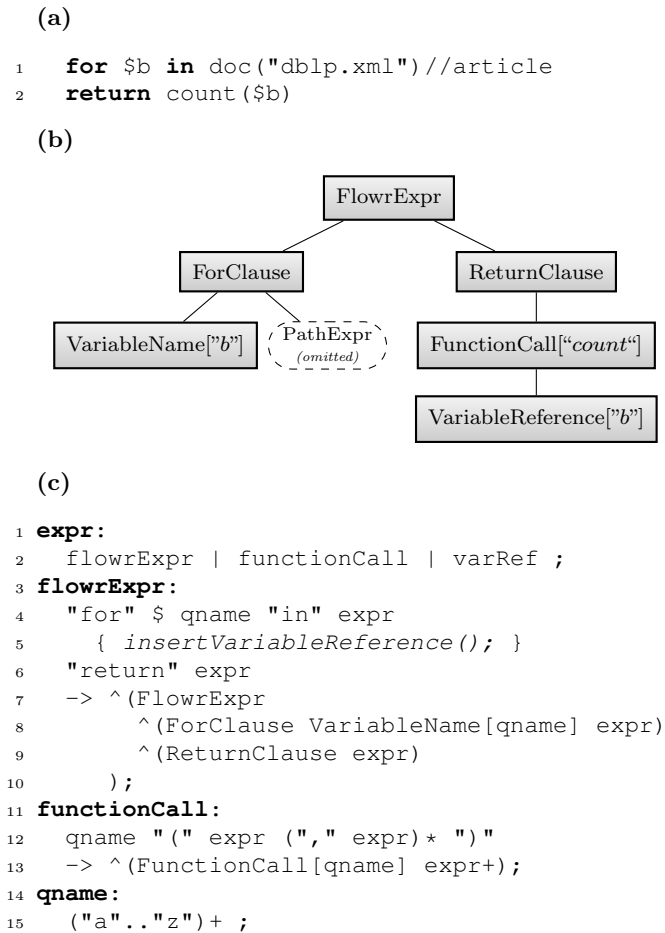 (a)
1 for $b in doc("dblp.xml")//article
2 return count($b)
(b)
FlowrExpr
ForClause ReturnClause
VariableName[”b”] PathExpr FunctionCall[“count“]
(omitted)
VariableReference[”b”]
(c)
1 expr:
2 flowrExpr | functionCall | varRef ;
3 flowrExpr:
4 "for" $ qname "in" expr
5 { insertVariableReference(); }
6 "return" expr
7 -> ^(FlowrExpr
8 ^(ForClause VariableName[qname] expr)
9 ^(ReturnClause expr)
10 );
11 functionCall:
12 qname "(" expr ("," expr)* ")"
13 -> ^(FunctionCall[qname] expr+);
14 qname:
15 ("a".."z")+ ;